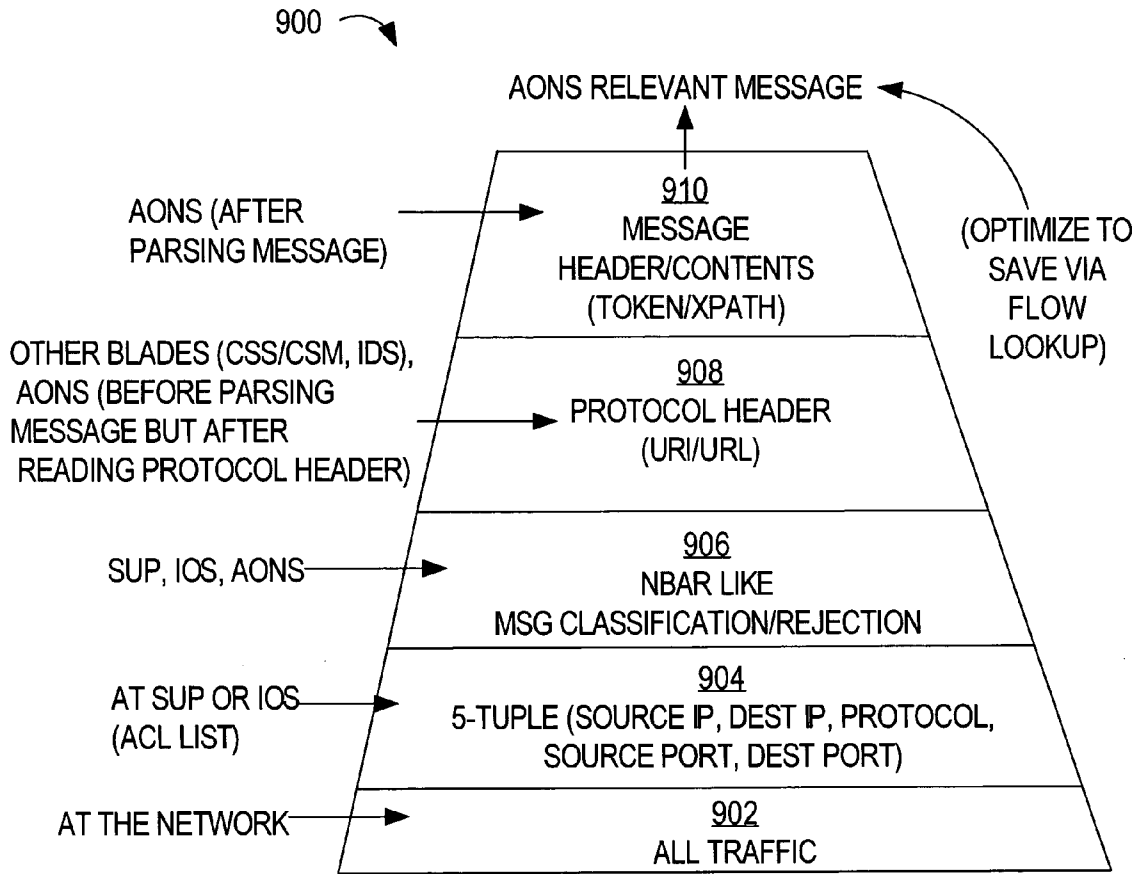 900
AONS RELEVANT MESSAGE
910
MESSAGE
HEADER/CONTENTS
(TOKEN/XPATH)
AONS (AFTER
PARSING MESSAGE)
(OPTIMIZE TO
SAVE VIA
FLOW
LOOKUP)
OTHER BLADES (CSS/CSM, IDS),
AONS (BEFORE PARSING
MESSAGE BUT AFTER
READING PROTOCOL HEADER)
908
PROTOCOL HEADER
(URI/URL)
SUP, IOS, AONS
906
NBAR LIKE
MSG CLASSIFICATION/REJECTION
AT SUP OR IOS
(ACL LIST)
904
5-TUPLE (SOURCE IP, DEST IP, PROTOCOL,
SOURCE PORT, DEST PORT)
AT THE NETWORK
902
ALL TRAFFIC